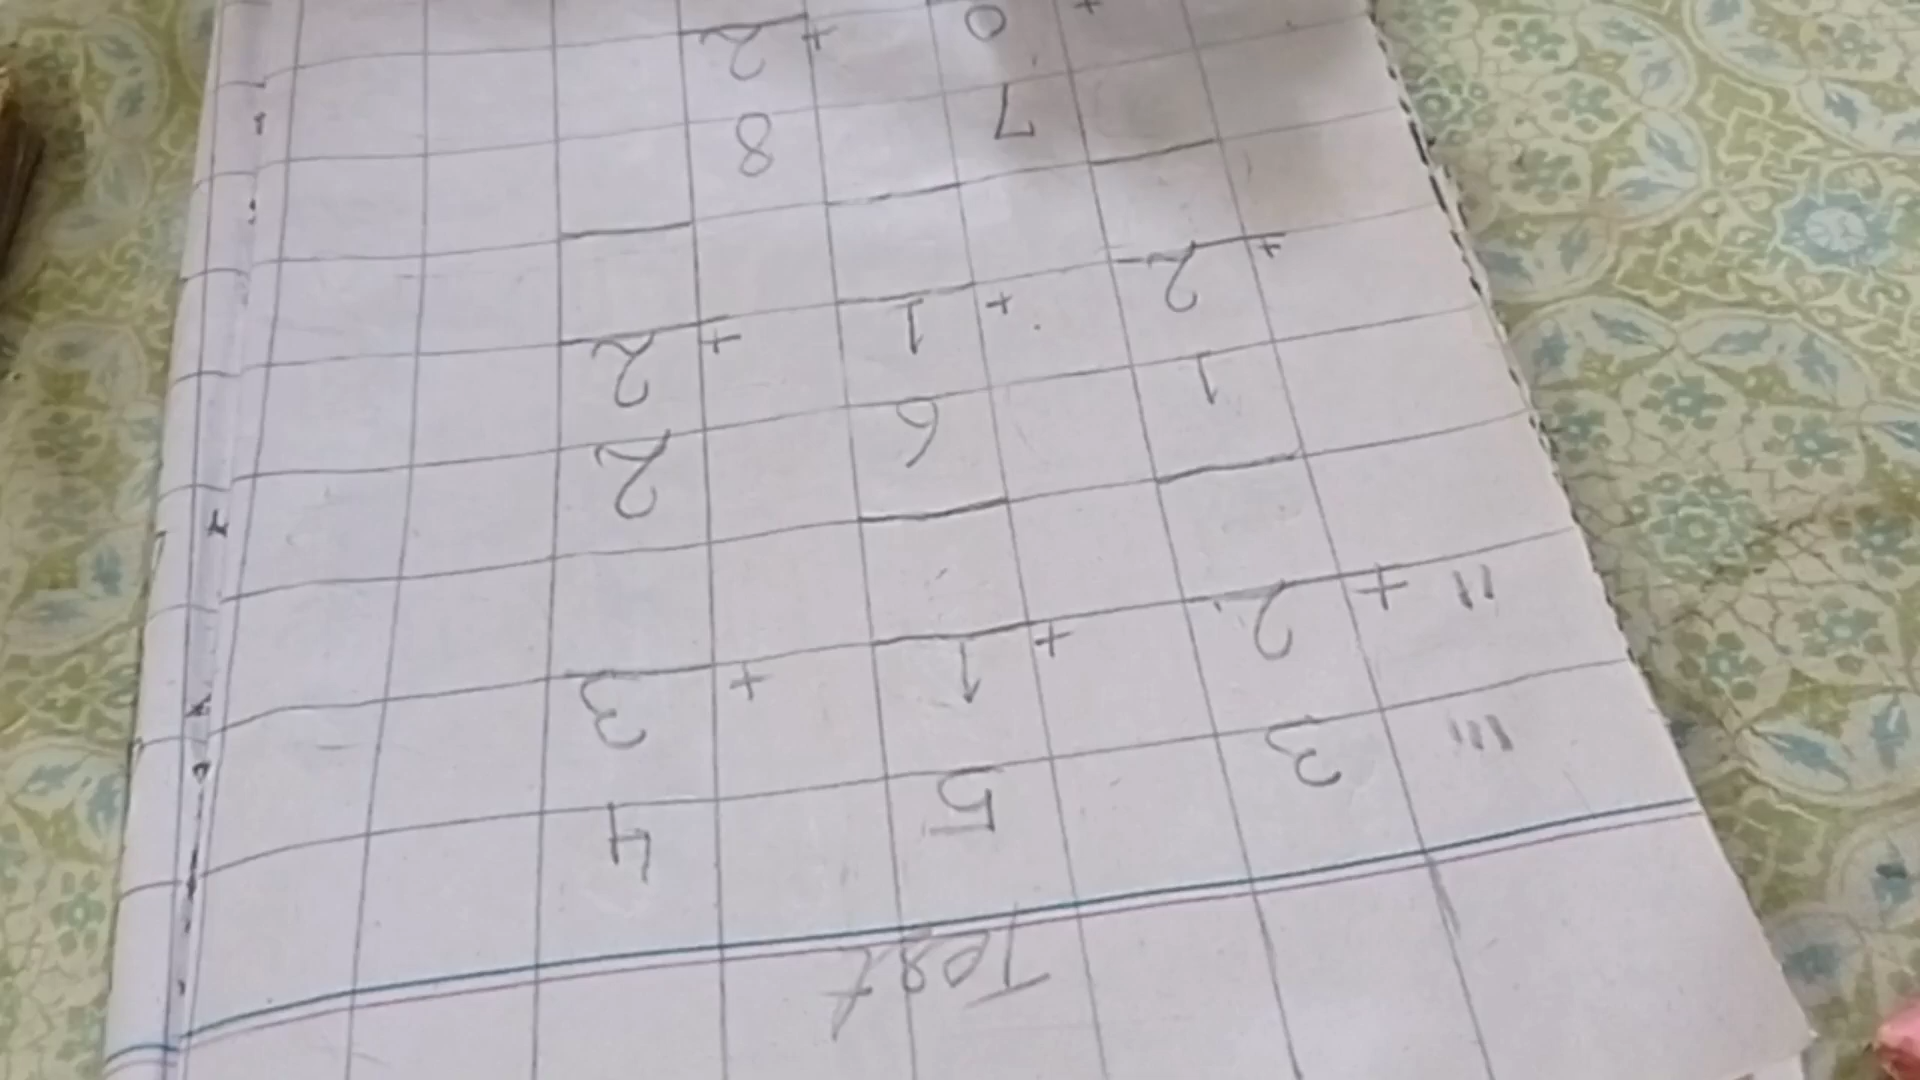 Test
||| 3 5 4
|| + 2 + 1 + 3
1 6 2
+ 2 + 1 + 2
7 8
+ 0 + 2